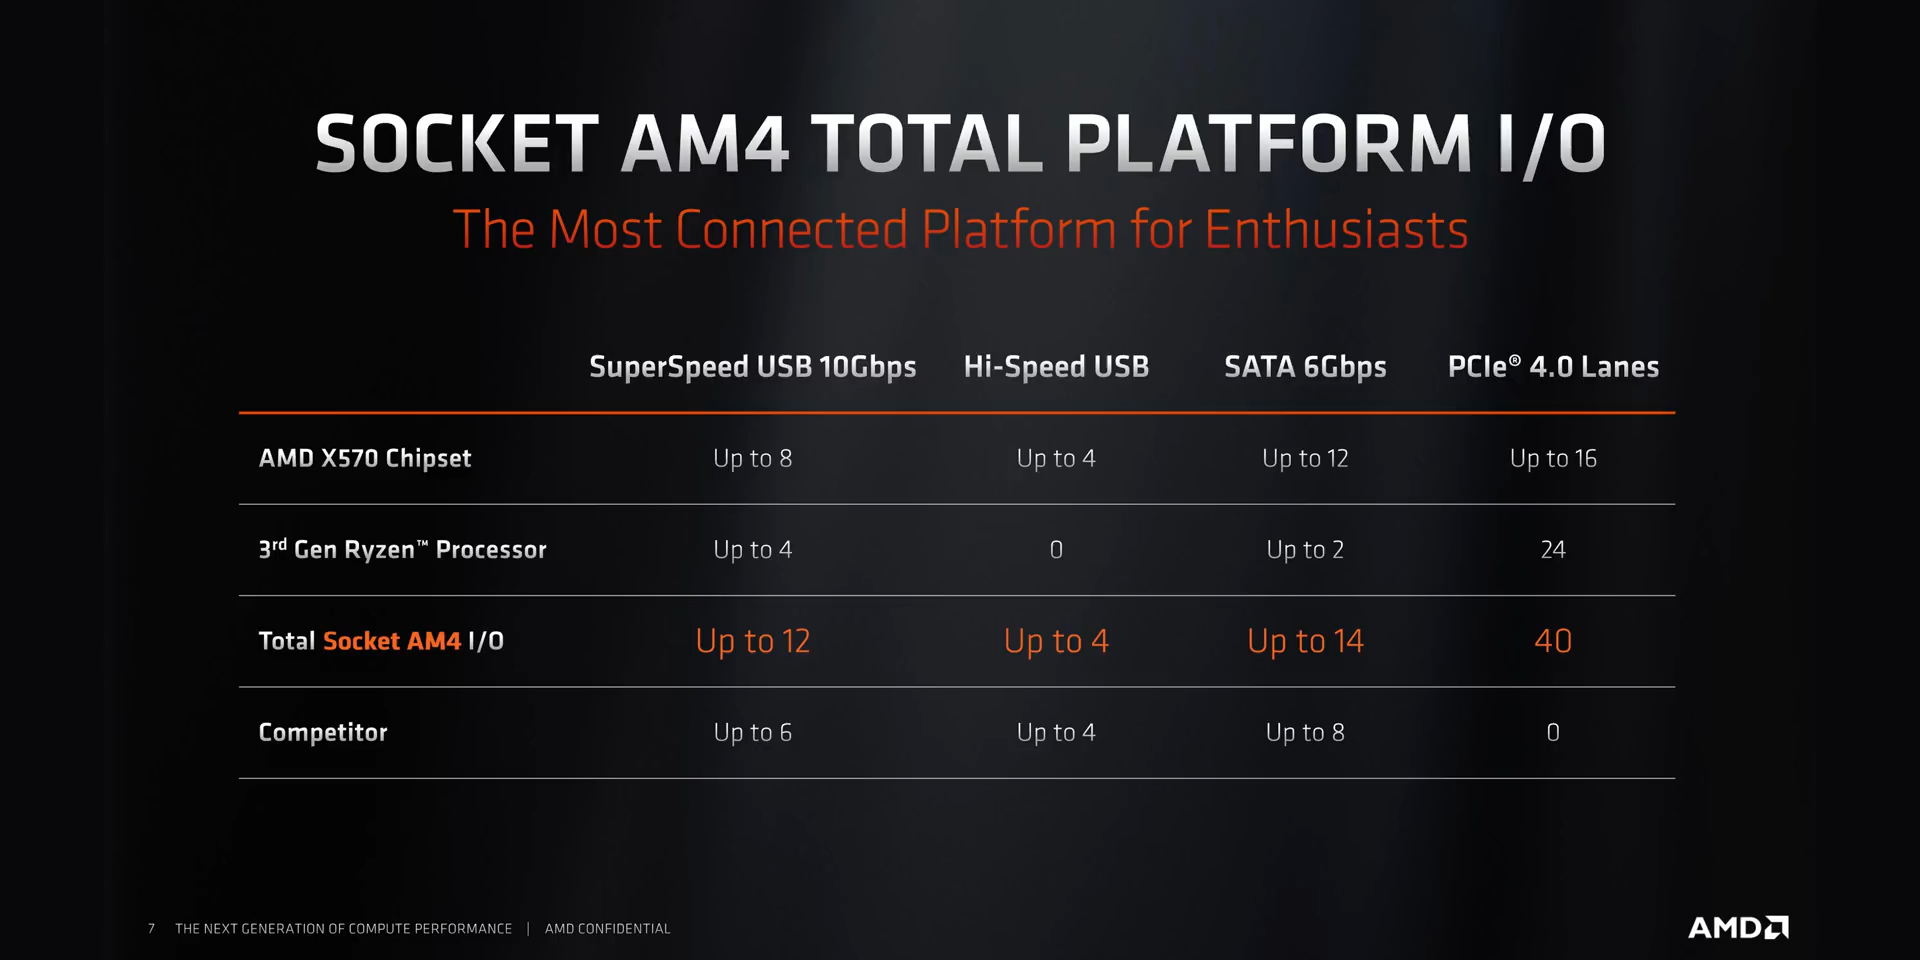 SOCKET AM4 TOTAL PLATFORM I/O
The Most Connected Platform for Enthusiasts
SuperSpeed USB 10Gbps Hi-Speed USB SATA 6Gbps PCIe® 4.0 Lanes
AMD X570 Chipset Up to 8 Up to 4 Up to 12 Up to 16
3rd Gen Ryzen™ Processor Up to 4 0 Up to 2 24
Total Socket AM4 I/O Up to 12 Up to 4 Up to 14 40
Competitor Up to 6 Up to 4 Up to 8 0
7 THE NEXT GENERATION OF COMPUTE PERFORMANCE | AMD CONFIDENTIAL
AMD